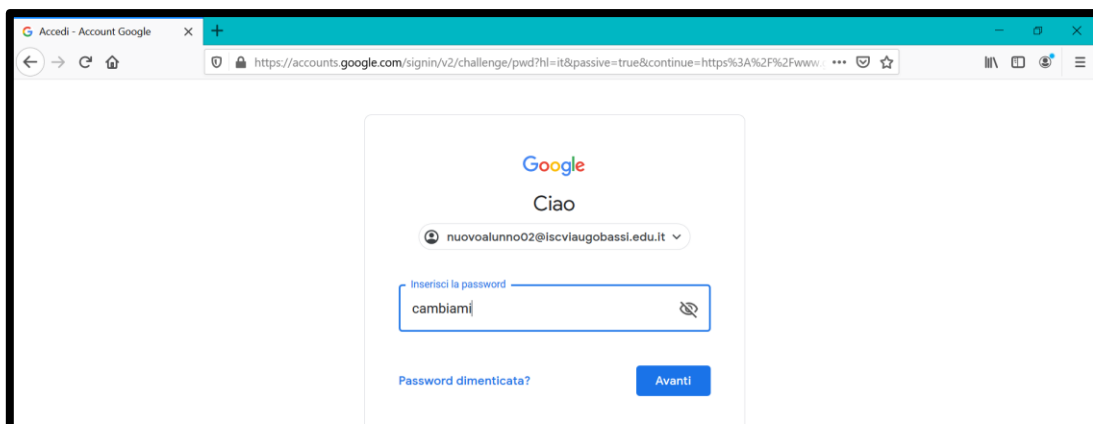 Accedi - Account Google
https://accounts.google.com/signin/v2/challenge/pwd?hl=it&passive=true&continue=https%3A%2F%2Fwww.
Google
Ciao
nuovoalunno02@iscviaugobassi.edu.it
Inserisci la password
cambiami
Password dimenticata?
Avanti